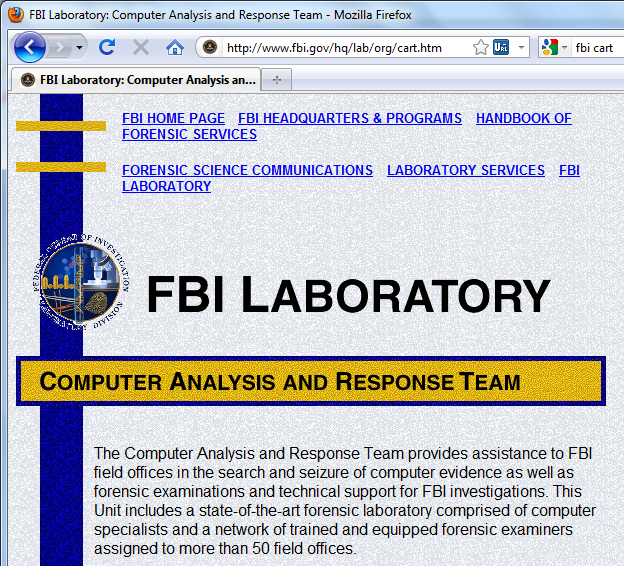 FBI Laboratory: Computer Analysis and Response Team - Mozilla Firefox
http://www.fbi.gov/hq/lab/org/cart.htm
fbi cart
FBI Laboratory: Computer Analysis an...
FBI HOME PAGE FBI HEADQUARTERS & PROGRAMS HANDBOOK OF
FORENSIC SERVICES
FORENSIC SCIENCE COMMUNICATIONS LABORATORY SERVICES FBI
LABORATORY
FEDERAL BUREAU OF INVESTIGATION
LABORATORY DIVISION
FBI LABORATORY
COMPUTER ANALYSIS AND RESPONSE TEAM
The Computer Analysis and Response Team provides assistance to FBI
field offices in the search and seizure of computer evidence as well as
forensic examinations and technical support for FBI investigations. This
Unit includes a state-of-the-art forensic laboratory comprised of computer
specialists and a network of trained and equipped forensic examiners
assigned to more than 50 field offices.